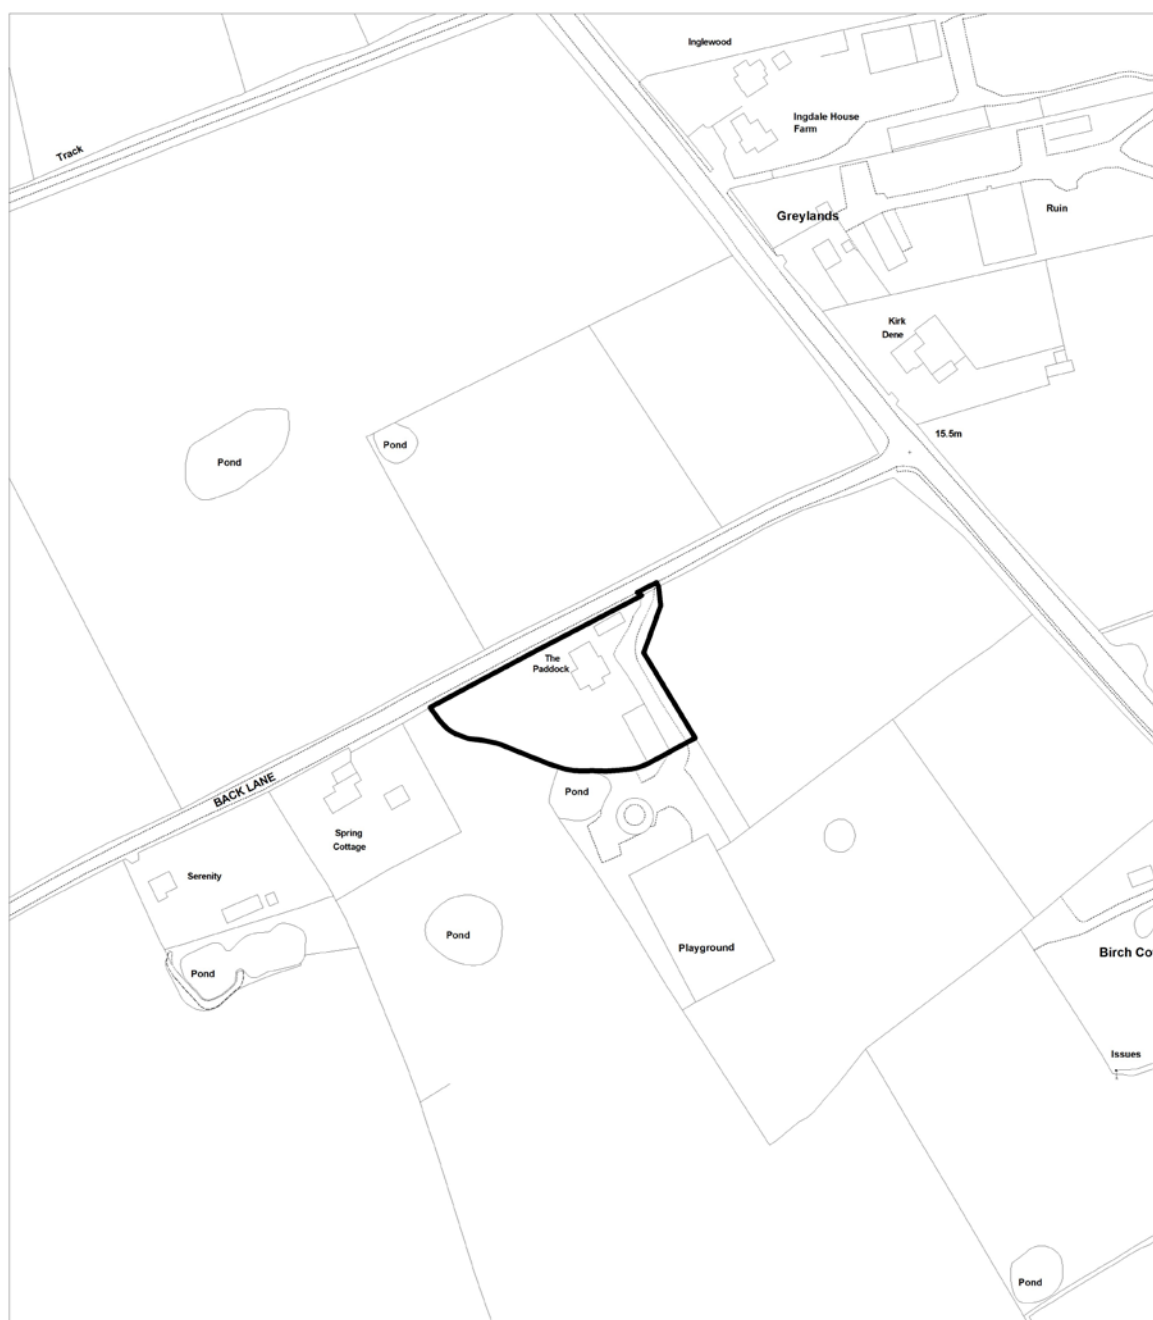 Inglewood
Track
Ingdale House
Farm
Greylands
Ruin
Kirk
Dene
15.5m
Pond
Pond
The
Paddock
BACK LANE
Pond
Spring
Cottage
Serenity
Pond
Playground
Birch Co
Pond
Issues
Pond